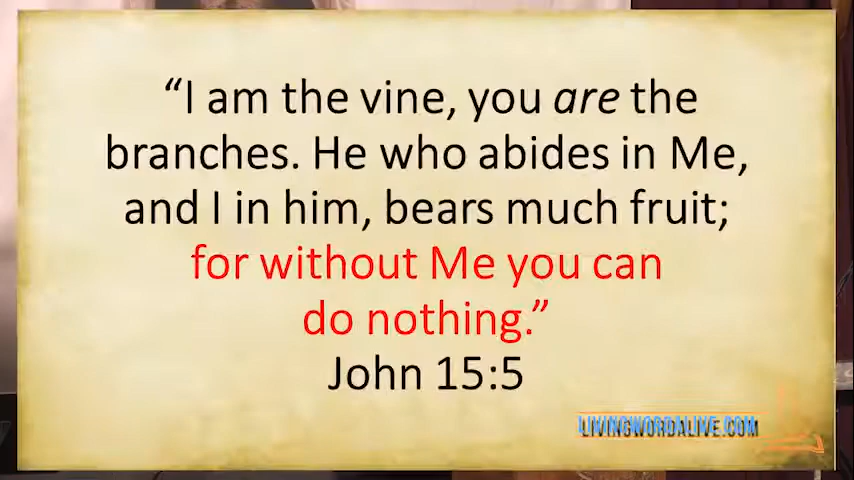 “I am the vine, you are the
branches. He who abides in Me,
and I in him, bears much fruit;
for without Me you can
do nothing.”
John 15:5
LIVINGWORDALIVE.COM